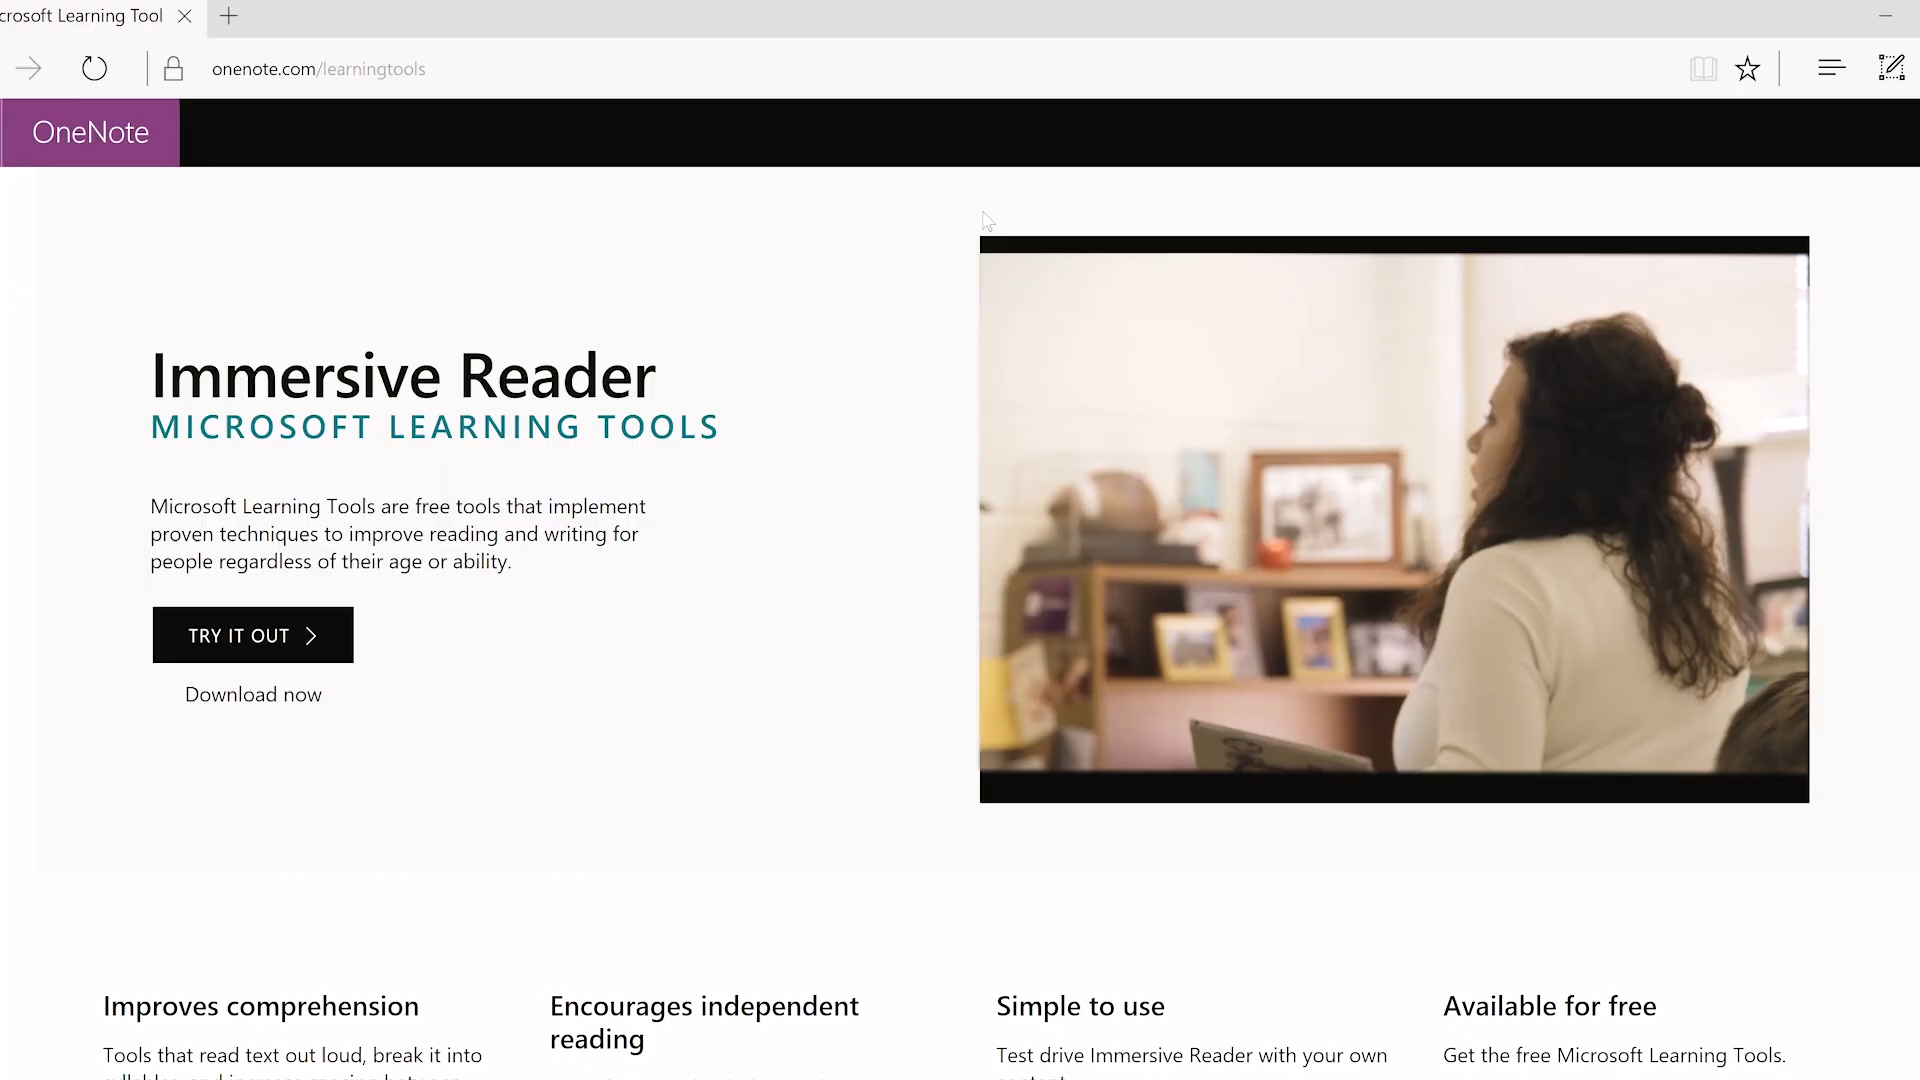 crosoft Learning Tool
onenote.com/learningtools
OneNote
Immersive Reader
MICROSOFT LEARNING TOOLS
Microsoft Learning Tools are free tools that implement
proven techniques to improve reading and writing for
people regardless of their age or ability.
TRY IT OUT
Download now
Improves comprehension
Tools that read text out loud, break it into
Encourages independent
reading
Simple to use
Test drive Immersive Reader with your own
Available for free
Get the free Microsoft Learning Tools.